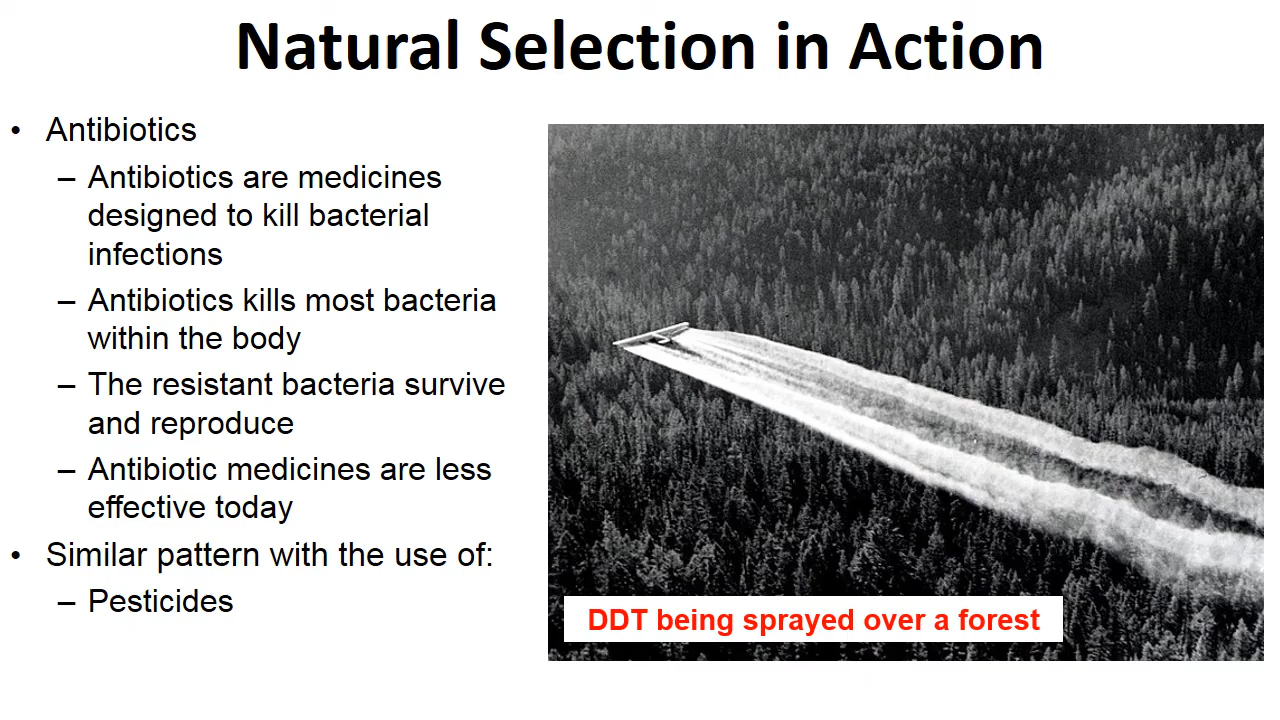 Natural Selection in Action
• Antibiotics
– Antibiotics are medicines
designed to kill bacterial
infections
– Antibiotics kills most bacteria
within the body
– The resistant bacteria survive
and reproduce
– Antibiotic medicines are less
effective today
• Similar pattern with the use of:
– Pesticides
DDT being sprayed over a forest